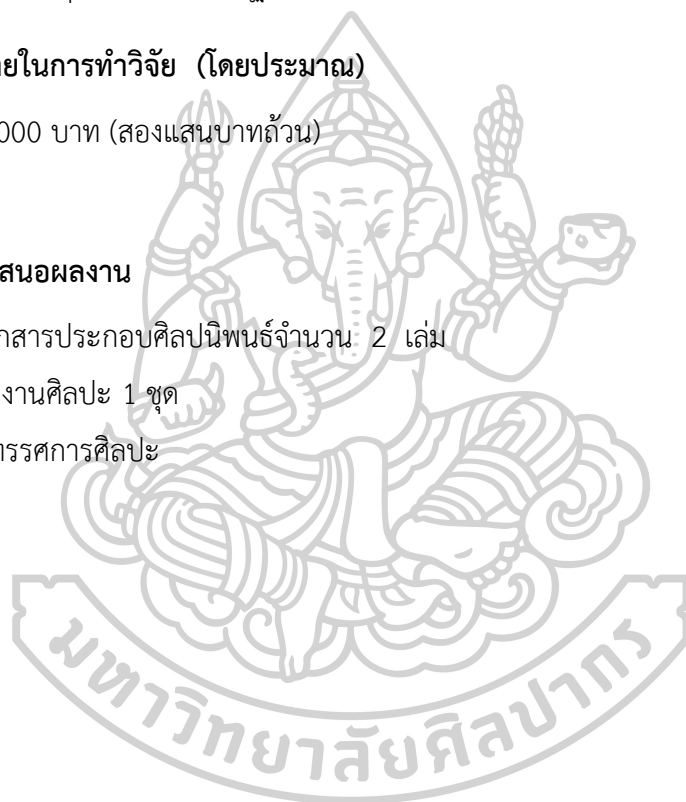 ยในการทำวิจัย (โดยประมาณ)
000 บาท (สองแสนบาทถ้วน)
สนอผลงาน
กสารประกอบศิลปนิพนธ์จำนวน 2 เล่ม
งานศิลปะ 1 ชุด
ทรรศการศิลปะ
มหาวิทยาลัยศิลปากร